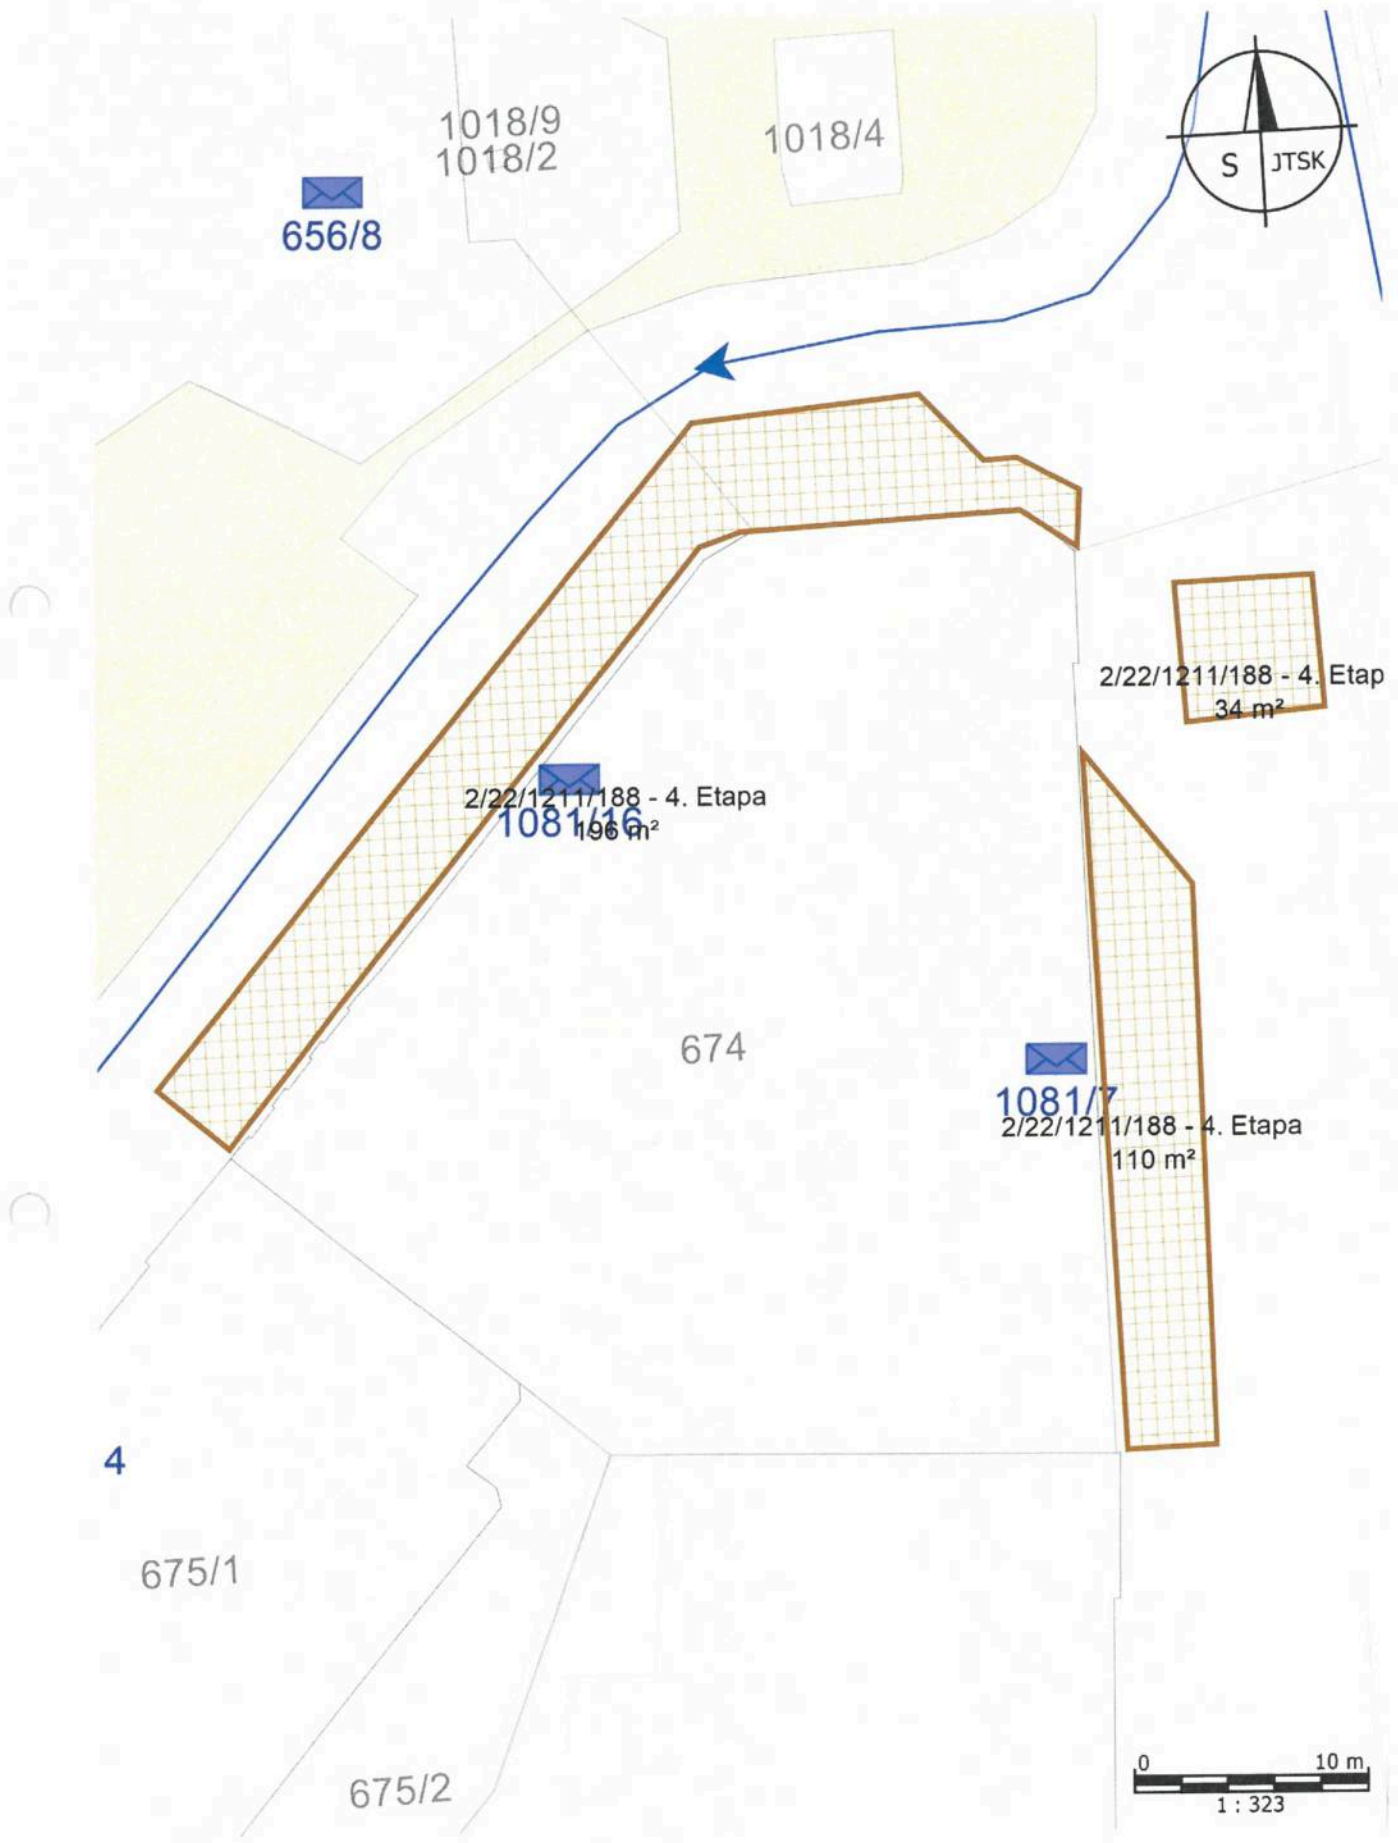 1018/9
1018/2
1018/4
S JTSK
656/8
2/22/1211/188 - 4. Etap
34 m²
2/22/1211/188 - 4. Etapa
1081/16
196 m²
674
1081/7
2/22/1211/188 - 4. Etapa
110 m²
4
675/1
675/2
0 10 m
1 : 323